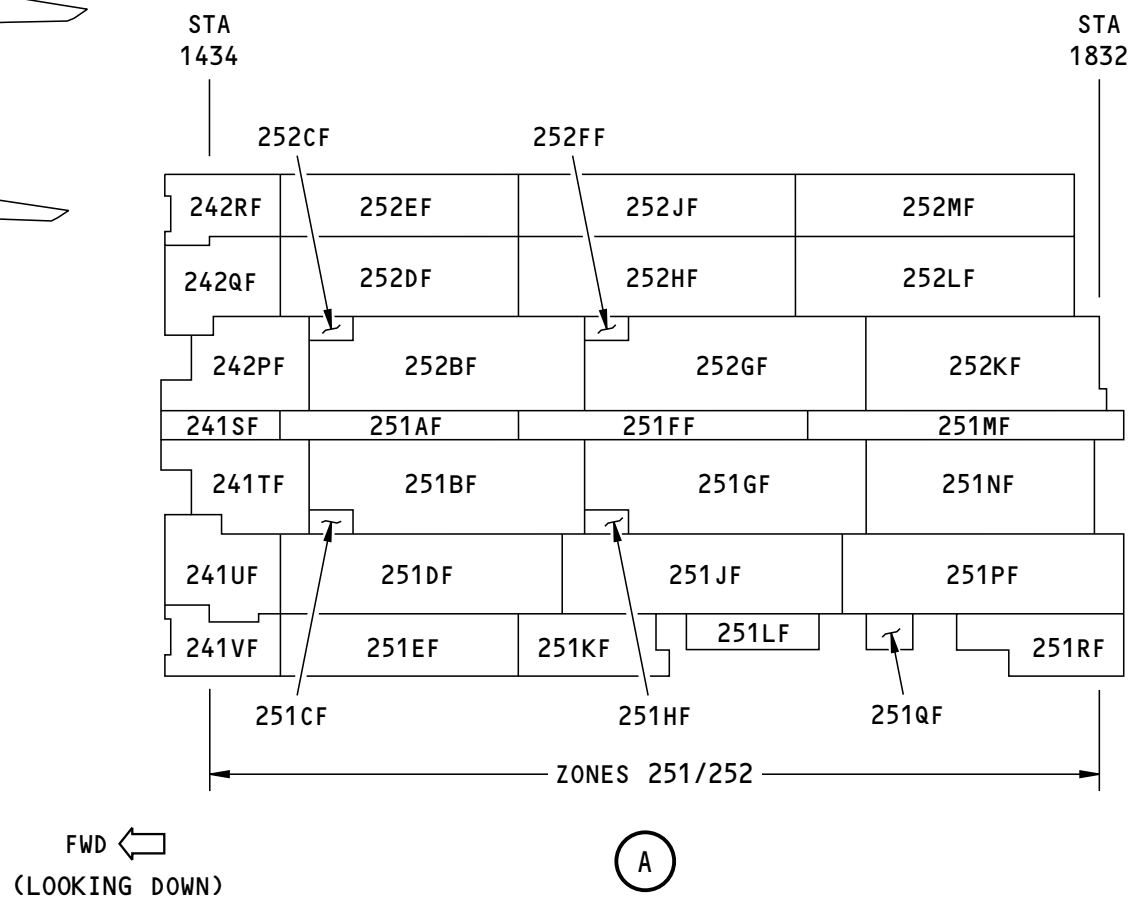 STA
1434
STA
1832
252CF
252FF
242RF
252EF
252JF
252MF
242QF
252DF
252HF
252LF
242PF
252BF
252GF
252KF
241SF
251AF
251FF
251MF
241TF
251BF
251GF
251NF
241UF
251DF
251JF
251PF
241VF
251EF
251KF
251LF
251RF
251CF
251HF
251QF
ZONES 251/252
FWD
(LOOKING DOWN)
A